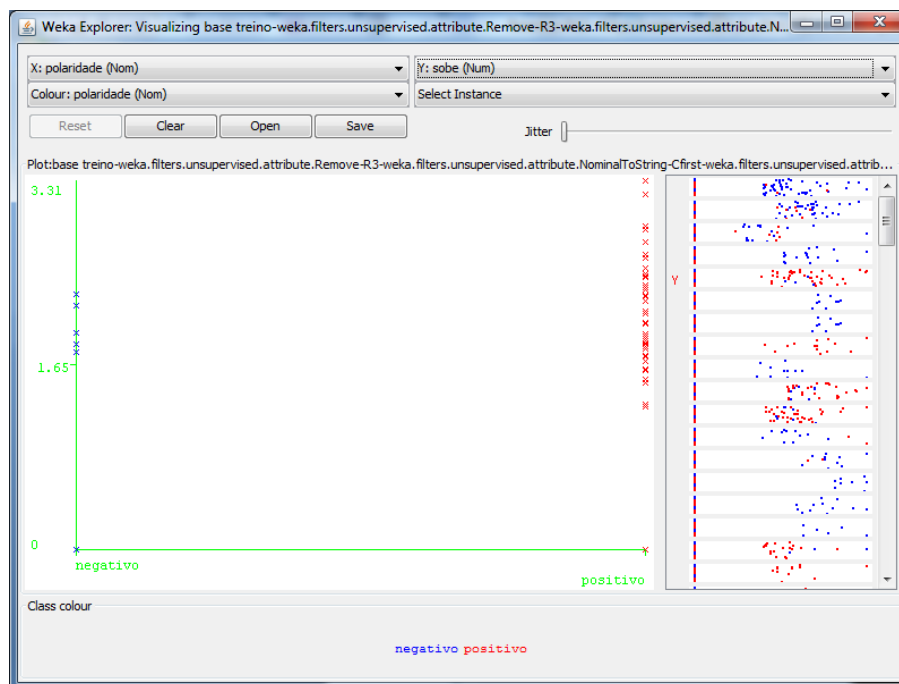 Weka Explorer: Visualizing base treino-weka.filters.unsupervised.attribute.Remove-R3-weka.filters.unsupervised.attribute.N...
X: polaridade (Nom)
Y: sobe (Num)
Colour: polaridade (Nom)
Select Instance
Reset
Clear
Open
Save
Jitter
Plot:base treino-weka.filters.unsupervised.attribute.Remove-R3-weka.filters.unsupervised.attribute.NominalToString-Cfirst-weka.filters.unsupervised.attrib...
3.31
Y
1.65
0
negativo
positivo
Class colour
negativo positivo